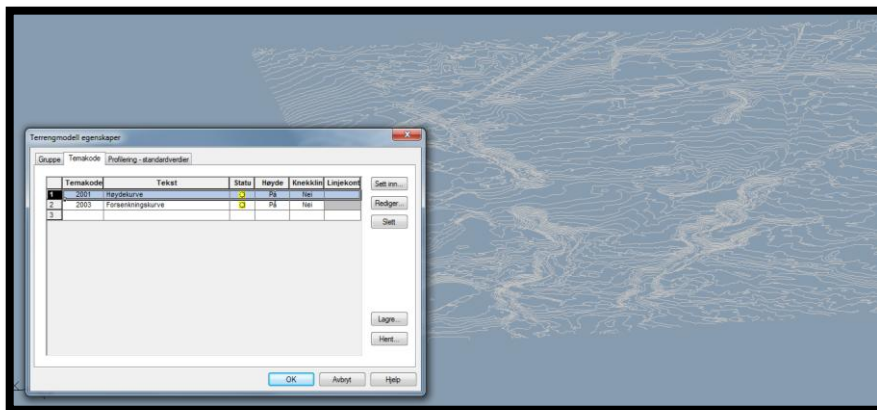 Terrengmodell egenskaper
Gruppe Temakode Profilering - standardverdier
Temakode Tekst Statu Høyde Knekklin Linjekont
1 2001 Høydekurve På Nei
2 2003 Forsenkningskurve På Nei
3
Sett inn...
Rediger...
Slett
Lagre...
Hent...
OK Avbryt Hjelp